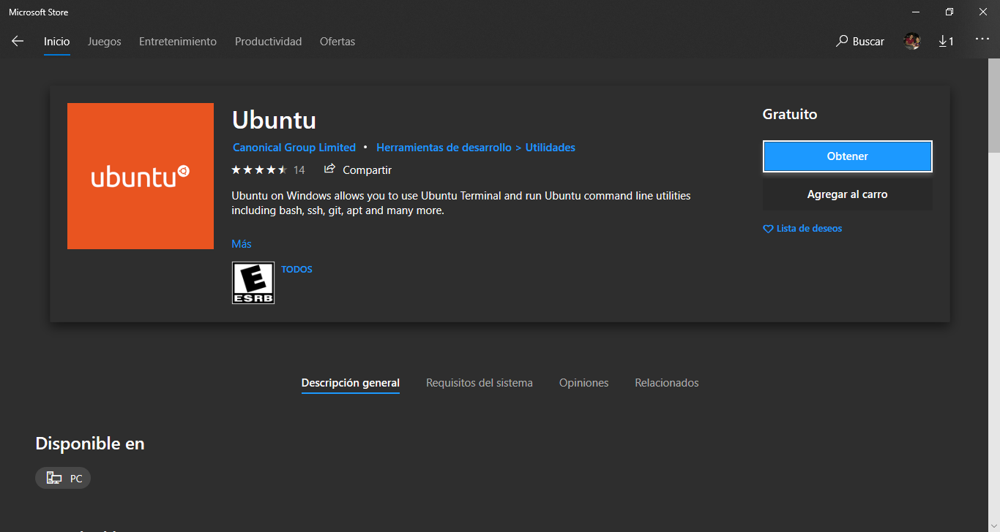 Microsoft Store
Inicio Juegos Entretenimiento Productividad Ofertas Buscar 1
ubuntu
Ubuntu
Canonical Group Limited • Herramientas de desarrollo > Utilidades
14 Compartir
Ubuntu on Windows allows you to use Ubuntu Terminal and run Ubuntu command line utilities
including bash, ssh, git, apt and many more.
Más
E
ESRB
TODOS
Gratuito
Obtener
Agregar al carro
Lista de deseos
Descripción general Requisitos del sistema Opiniones Relacionados
Disponible en
PC